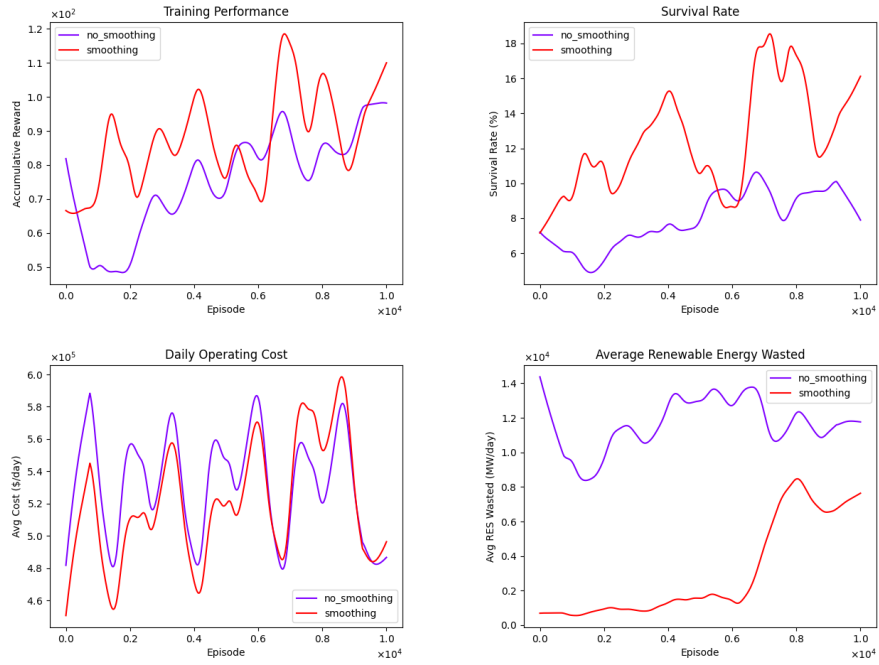 Training Performance
×10²
1.2
1.1
1.0
0.9
0.8
0.7
0.6
0.5
Accumulative Reward
no_smoothing
smoothing
0.0 0.2 0.4 0.6 0.8 1.0
Episode
×10⁴
Survival Rate
18
16
14
12
10
8
6
Survival Rate (%)
no_smoothing
smoothing
0.0 0.2 0.4 0.6 0.8 1.0
Episode
×10⁴
Daily Operating Cost
×10⁵
6.0
5.8
5.6
5.4
5.2
5.0
4.8
4.6
Avg Cost ($/day)
no_smoothing
smoothing
0.0 0.2 0.4 0.6 0.8 1.0
Episode
×10⁴
Average Renewable Energy Wasted
×10⁴
1.4
1.2
1.0
0.8
0.6
0.4
0.2
0.0
Avg RES Wasted (MW/day)
no_smoothing
smoothing
0.0 0.2 0.4 0.6 0.8 1.0
Episode
×10⁴